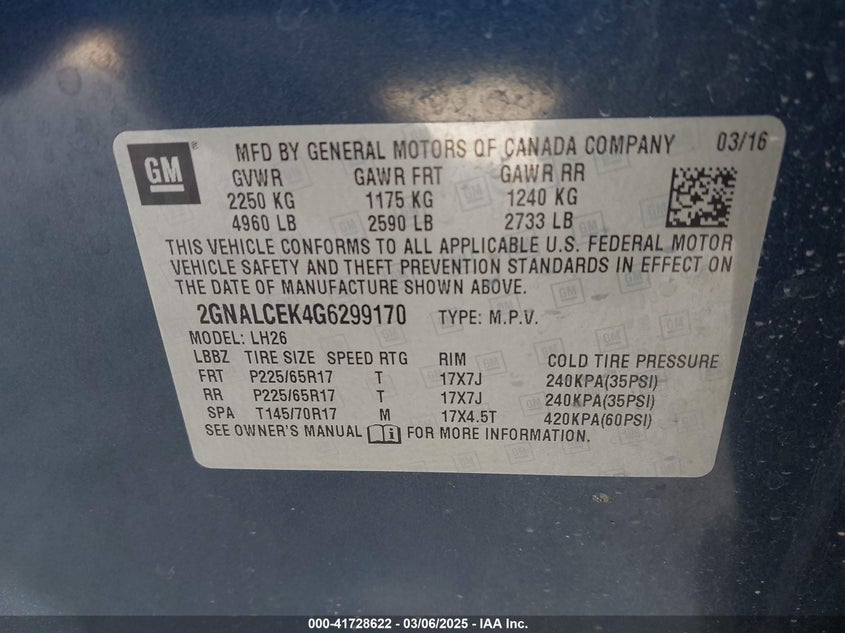 GM ® MFD BY GENERAL MOTORS OF CANADA COMPANY 03/16
GVWR GAWR FRT GAWR RR
2250 KG 1175 KG 1240 KG
4960 LB 2590 LB 2733 LB
THIS VEHICLE CONFORMS TO ALL APPLICABLE U.S. FEDERAL MOTOR
VEHICLE SAFETY AND THEFT PREVENTION STANDARDS IN EFFECT ON
THE DATE OF MANUFACTURE SHOWN ABOVE.
2GNALCEK4G6299170 TYPE: M.P.V.
MODEL: LH26
LBBZ TIRE SIZE SPEED RTG RIM COLD TIRE PRESSURE
FRT P225/65R17 T 17X7J 240KPA(35PSI)
RR P225/65R17 T 17X7J 240KPA(35PSI)
SPA T145/70R17 M 17X4.5T 420KPA(60PSI)
SEE OWNER'S MANUAL FOR MORE INFORMATION.
000-41728622 - 03/06/2025 - IAA Inc.